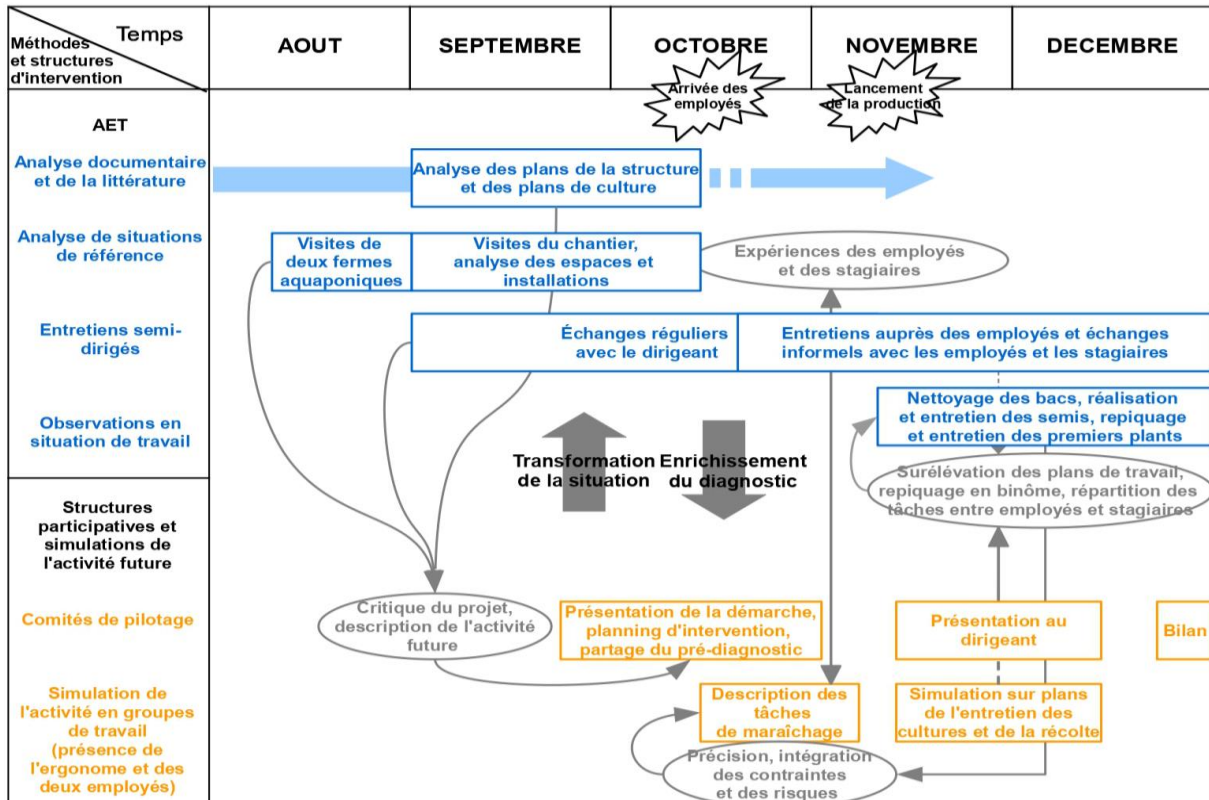 Temps
Méthodes
et structures
d'intervention
AOUT
SEPTEMBRE
OCTOBRE
NOVEMBRE
DECEMBRE
Arrivée des
employés
Lancement
de la production
AET
Analyse documentaire
et de la littérature
Analyse des plans de la structure
et des plans de culture
Analyse de situations
de référence
Visites de
deux fermes
aquaponiques
Visites du chantier,
analyse des espaces et
installations
Expériences des employés
et des stagiaires
Entretiens semi-
dirigés
Échanges réguliers
avec le dirigeant
Entretiens auprès des employés et échanges
informels avec les employés et les stagiaires
Observations en
situation de travail
Nettoyage des bacs, réalisation
et entretien des semis, repiquage
et entretien des premiers plants
Transformation
de la situation
Enrichissement
du diagnostic
Surélévation des plans de travail,
repiquage en binôme, répartition des
tâches entre employés et stagiaires
Structures
participatives et
simulations de
l'activité future
Comités de pilotage
Critique du projet,
description de l'activité
future
Présentation de la démarche,
planning d'intervention,
partage du pré-diagnostic
Présentation au
dirigeant
Bilan
Simulation de
l'activité en groupes
de travail
(présence de
l'ergonome et des
deux employés)
Description des
tâches
de maraîchage
Simulation sur plans
de l'entretien des
cultures et de la récolte
Précision, intégration
des contraintes
et des risques